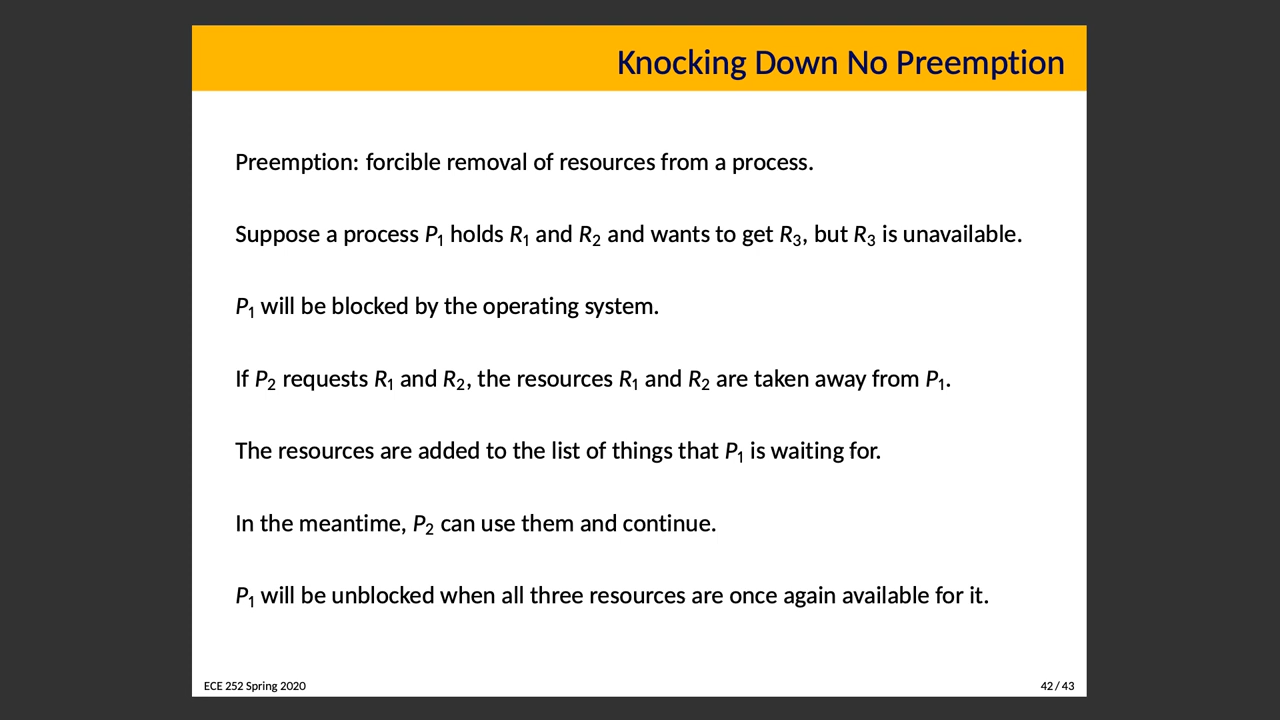 Knocking Down No Preemption
Preemption: forcible removal of resources from a process.
Suppose a process P₁ holds R₁ and R₂ and wants to get R₃, but R₃ is unavailable.
P₁ will be blocked by the operating system.
If P₂ requests R₁ and R₂, the resources R₁ and R₂ are taken away from P₁.
The resources are added to the list of things that P₁ is waiting for.
In the meantime, P₂ can use them and continue.
P₁ will be unblocked when all three resources are once again available for it.
ECE 252 Spring 2020
42 / 43